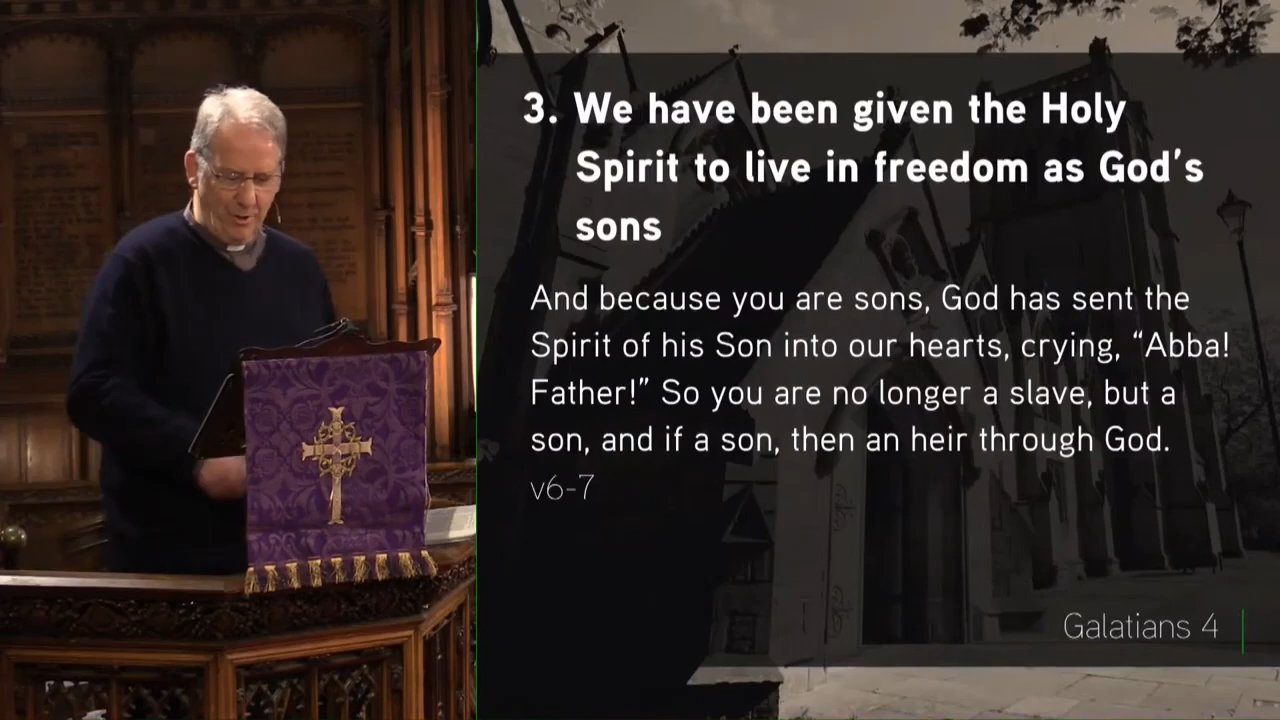 3. We have been given the Holy
Spirit to live in freedom as God’s
sons
And because you are sons, God has sent the
Spirit of his Son into our hearts, crying, “Abba!
Father!” So you are no longer a slave, but a
son, and if a son, then an heir through God.
v6-7
Galatians 4